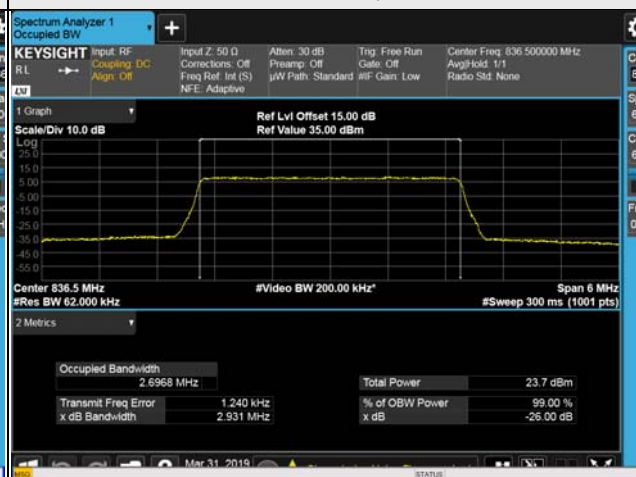 Spectrum Analyzer 1
Occupied BW
KEYSIGHT
RL
LXI
Input: RF
Coupling: DC
Align: Off
Input Z: 50 Ω
Corrections: Off
Freq Ref: Int (S)
NFE: Adaptive
Atten: 30 dB
Preamp: Off
µW Path: Standard
Trig: Free Run
Gate: Off
#IF Gain: Low
Center Freq: 836.500000 MHz
Avg|Hold: 1/1
Radio Std: None
1 Graph
Scale/Div 10.0 dB
Ref Lvl Offset 15.00 dB
Ref Value 35.00 dBm
Log
25.0
15.0
5.00
-5.00
-15.0
-25.0
-35.0
-45.0
-55.0
Center 836.5 MHz
#Video BW 200.00 kHz*
Span 6 MHz
#Res BW 62.000 kHz
#Sweep 300 ms (1001 pts)
2 Metrics
Occupied Bandwidth
2.6968 MHz
Total Power 23.7 dBm
Transmit Freq Error 1.240 kHz
% of OBW Power 99.00 %
x dB Bandwidth 2.931 MHz
x dB -26.00 dB
Mar 31, 2019
MSG
STATUS